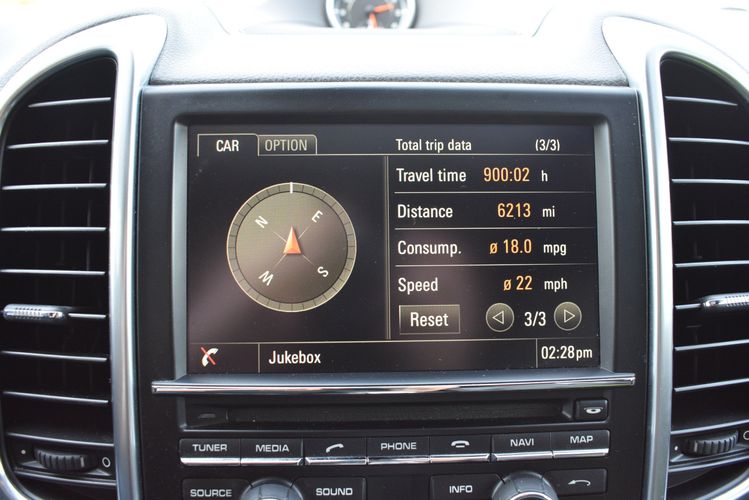 CAR OPTION Total trip data (3/3)
Travel time 900:02 h
Distance 6213 mi
Consump. ø 18.0 mpg
Speed ø 22 mph
Reset 3/3
N E
W S
Jukebox 02:28pm
TUNER MEDIA PHONE NAVI MAP
SOURCE SOUND INFO